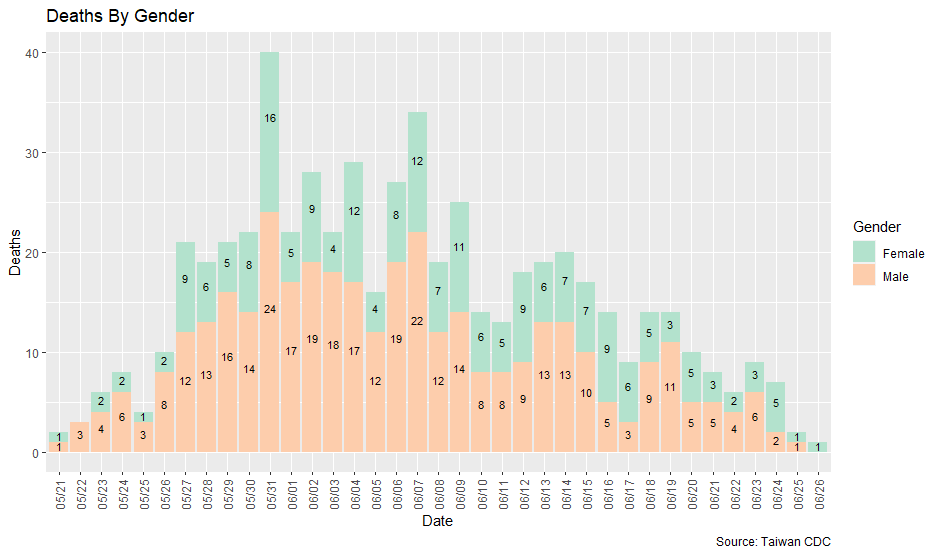 Deaths By Gender
Deaths
40
30
20
10
0
1 2 2 1 2 9 6 5 8 16 5 9 4 12 4 8 12 7 11 6 5 9 6 7 7 9 6 5 3 5 3 2 3 5 1 1
1 3 4 6 3 8 12 13 16 14 24 17 19 18 17 12 19 22 12 14 8 8 9 13 13 10 5 3 9 11 5 5 4 6 2 1
05/21 05/22 05/23 05/24 05/25 05/26 05/27 05/28 05/29 05/30 05/31 06/01 06/02 06/03 06/04 06/05 06/06 06/07 06/08 06/09 06/10 06/11 06/12 06/13 06/14 06/15 06/16 06/17 06/18 06/19 06/20 06/21 06/22 06/23 06/24 06/25 06/26
Date
Gender
Female
Male
Source: Taiwan CDC